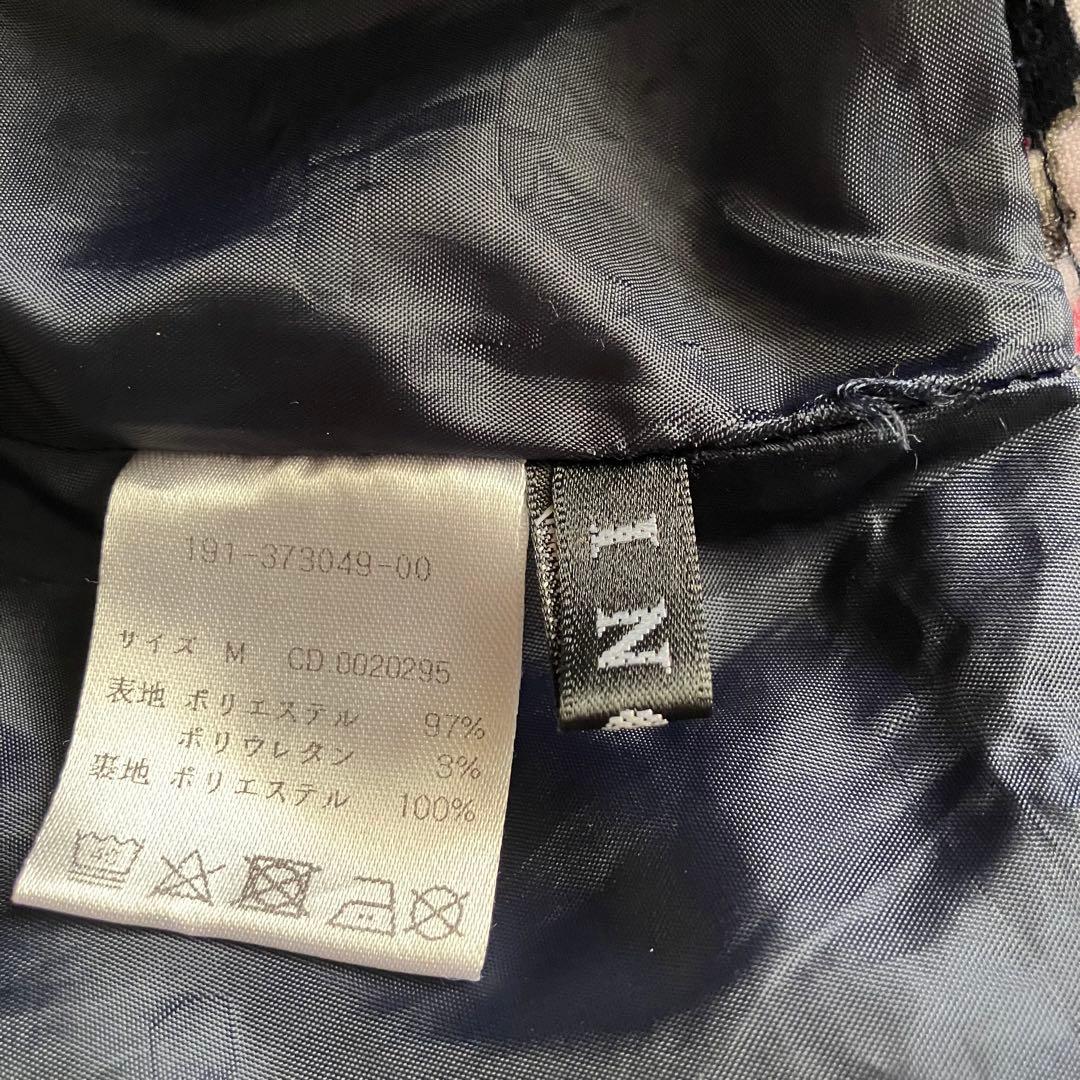 191-373049-00
サイズ M CD.0020295
表地 ポリエステル 97%
ポリウレタン 3%
裏地 ポリエステル 100%
NI